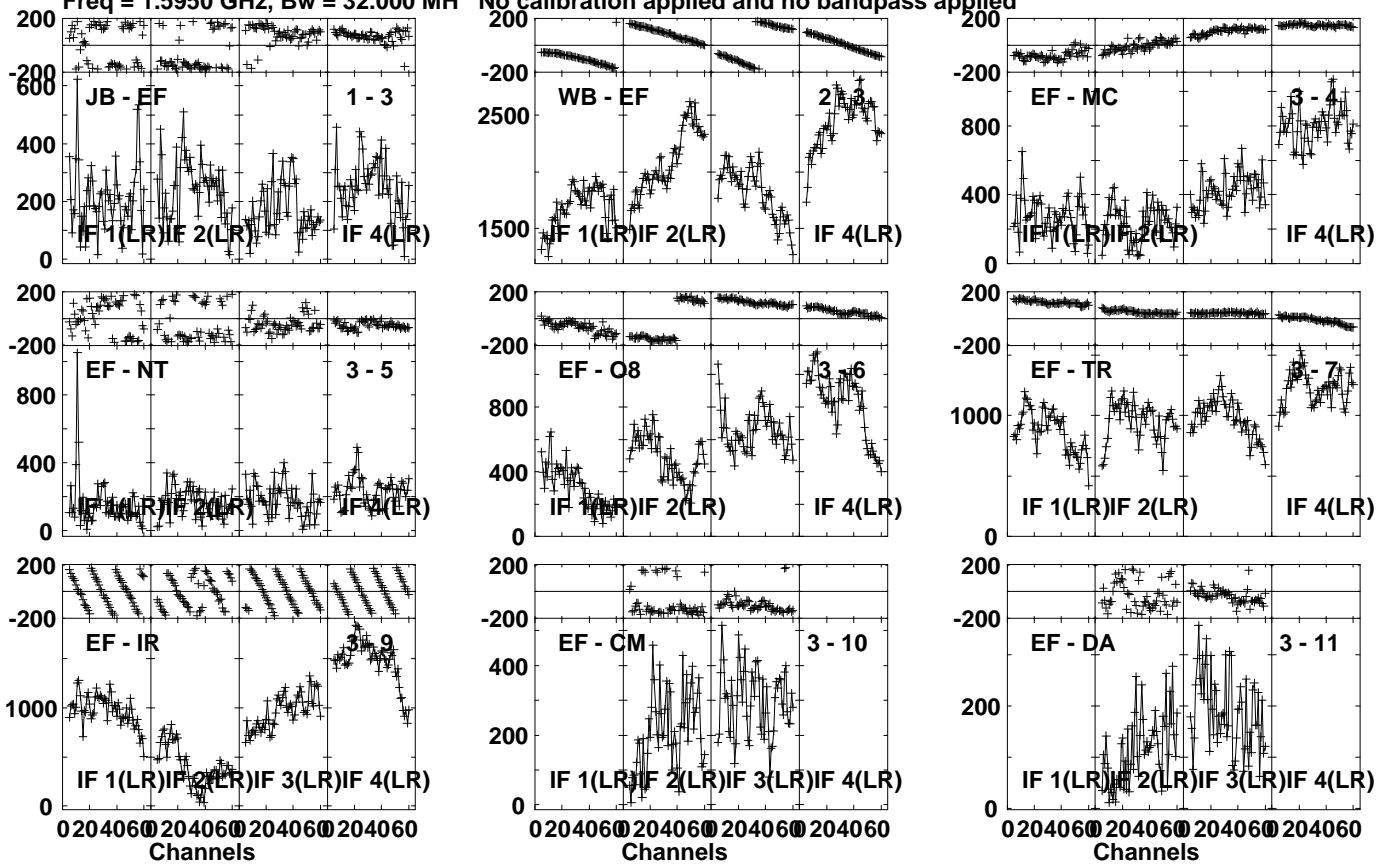 Freq = 1.5950 GHz, Bw = 32.000 MH No calibration applied and no bandpass applied
200
-200
JB - EF 1 - 3
600
400
200
0
IF 1(LR) IF 2(LR) IF 4(LR)
200
-200
WB - EF 2 - 3
2500
1500
IF 1(LR) IF 2(LR) IF 4(LR)
200
-200
EF - MC 3 - 4
800
400
0
IF 1(LR) IF 2(LR) IF 4(LR)
200
-200
EF - NT 3 - 5
800
400
0
IF 1(LR) IF 2(LR) IF 4(LR)
200
-200
EF - O8 3 - 6
800
400
0
IF 1(LR) IF 2(LR) IF 4(LR)
200
-200
EF - TR 3 - 7
1000
0
IF 1(LR) IF 2(LR) IF 4(LR)
200
-200
EF - IR 3 - 9
1000
0
IF 1(LR) IF 2(LR) IF 3(LR) IF 4(LR)
0 20 40 60 0 20 40 60 0 20 40 60 0 20 40 60
Channels
200
-200
EF - CM 3 - 10
400
200
0
IF 1(LR) IF 2(LR) IF 3(LR) IF 4(LR)
0 20 40 60 0 20 40 60 0 20 40 60 0 20 40 60
Channels
200
-200
EF - DA 3 - 11
200
0
IF 1(LR) IF 2(LR) IF 3(LR) IF 4(LR)
0 20 40 60 0 20 40 60 0 20 40 60 0 20 40 60
Channels